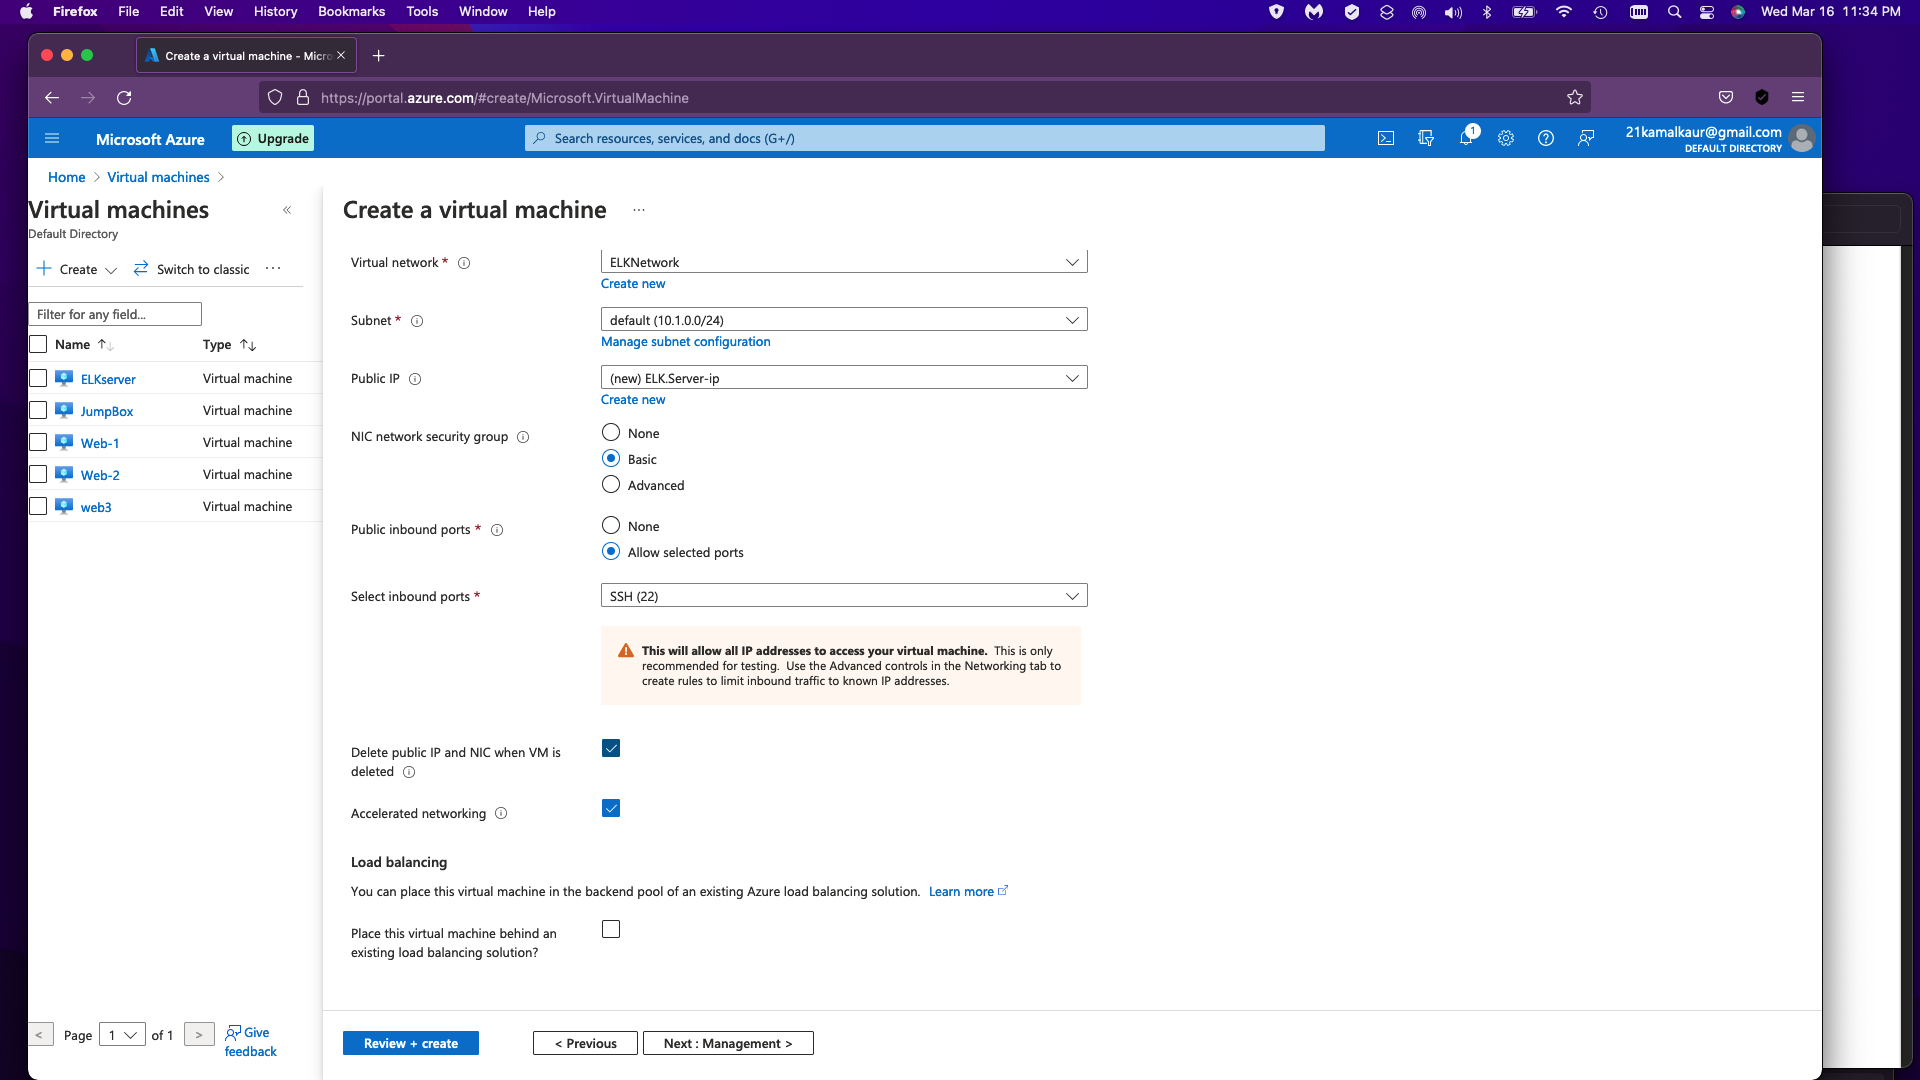 Firefox File Edit View History Bookmarks Tools Window Help Wed Mar 16 11:34 PM
Create a virtual machine - Micro
https://portal.azure.com/#create/Microsoft.VirtualMachine
Microsoft Azure
Upgrade
Search resources, services, and docs (G+/)
1
21kamalkaur@gmail.com
DEFAULT DIRECTORY
Home > Virtual machines >
Virtual machines
«
Default Directory
Create
Switch to classic
...
Filter for any field...
Name
Type
ELKserver Virtual machine
JumpBox Virtual machine
Web-1 Virtual machine
Web-2 Virtual machine
web3 Virtual machine
< Page 1 of 1 >
Give
feedback
Create a virtual machine
...
Virtual network *
ELKNetwork
Create new
Subnet *
default (10.1.0.0/24)
Manage subnet configuration
Public IP
(new) ELK.Server-ip
Create new
NIC network security group
None
Basic
Advanced
Public inbound ports *
None
Allow selected ports
Select inbound ports *
SSH (22)
This will allow all IP addresses to access your virtual machine. This is only
recommended for testing. Use the Advanced controls in the Networking tab to
create rules to limit inbound traffic to known IP addresses.
Delete public IP and NIC when VM is
deleted
Accelerated networking
Load balancing
You can place this virtual machine in the backend pool of an existing Azure load balancing solution. Learn more
Place this virtual machine behind an
existing load balancing solution?
Review + create
< Previous
Next : Management >